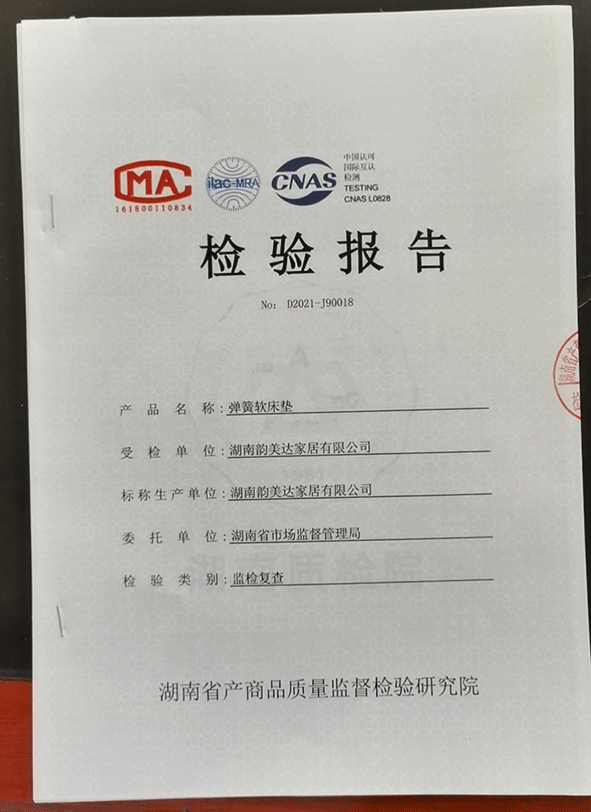 CMA
161600110834
ilac-MRA
CNAS
中国认可
国际互认
检测
TESTING
CNAS L0828
检验报告
No: D2021-J90018
产品名称：弹簧软床垫
受检单位：湖南韵美达家居有限公司
标称生产单位：湖南韵美达家居有限公司
委托单位：湖南省市场监督管理局
检验类别：监检复查
湖南省产商品质量监督检验研究院
湖南省产